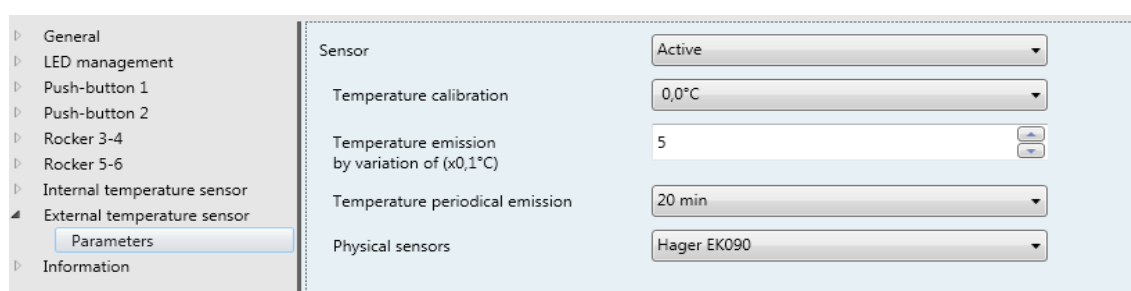 General
LED management
Push-button 1
Push-button 2
Rocker 3-4
Rocker 5-6
Internal temperature sensor
External temperature sensor
Parameters
Information
Sensor
Active
Temperature calibration
0,0°C
Temperature emission
by variation of (x0,1°C)
5
Temperature periodical emission
20 min
Physical sensors
Hager EK090